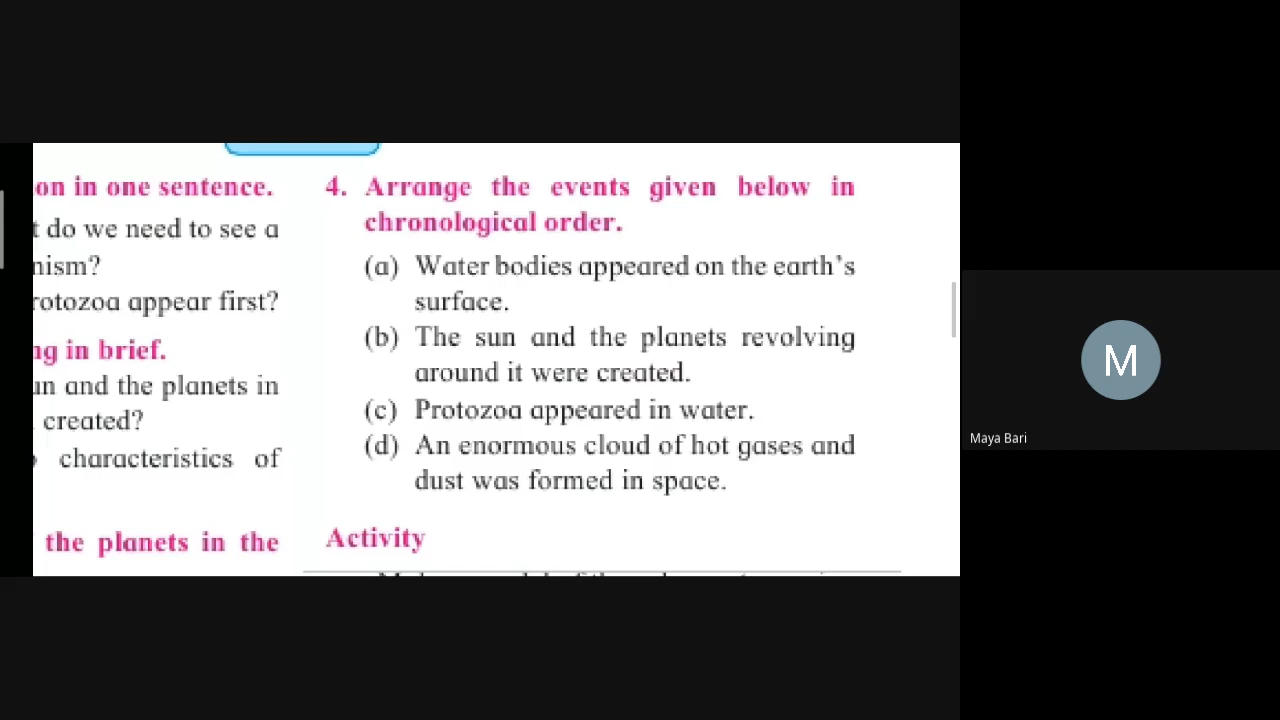 on in one sentence.
do we need to see a
rotozoa appear first?
in brief.
and the planets in
created?
characteristics of
the planets in the
4. Arrange the events given below in
chronological order.
(a) Water bodies appeared on the earth's
surface.
(b) The sun and the planets revolving
around it were created.
(c) Protozoa appeared in water.
(d) An enormous cloud of hot gases and
dust was formed in space.
Activity
M
Maya Bari